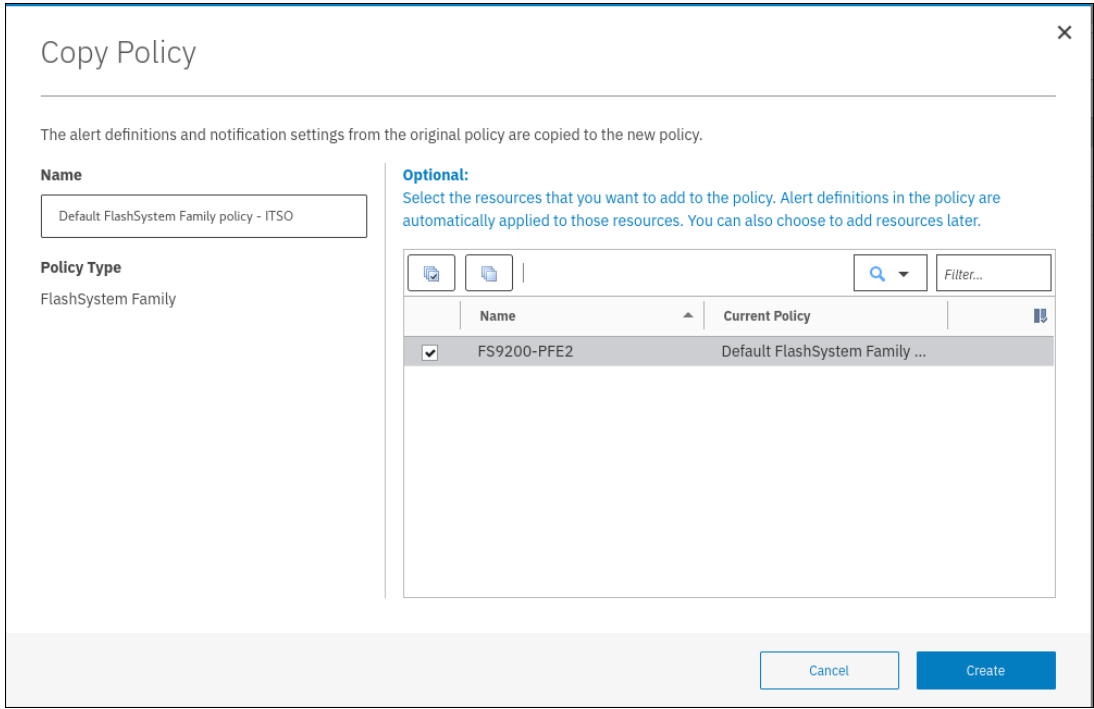 Copy Policy
The alert definitions and notification settings from the original policy are copied to the new policy.
Name
Default FlashSystem Family policy - ITSO
Policy Type
FlashSystem Family
Optional:
Select the resources that you want to add to the policy. Alert definitions in the policy are
automatically applied to those resources. You can also choose to add resources later.
Filter...
Name Current Policy
FS9200-PFE2 Default FlashSystem Family ...
Cancel Create